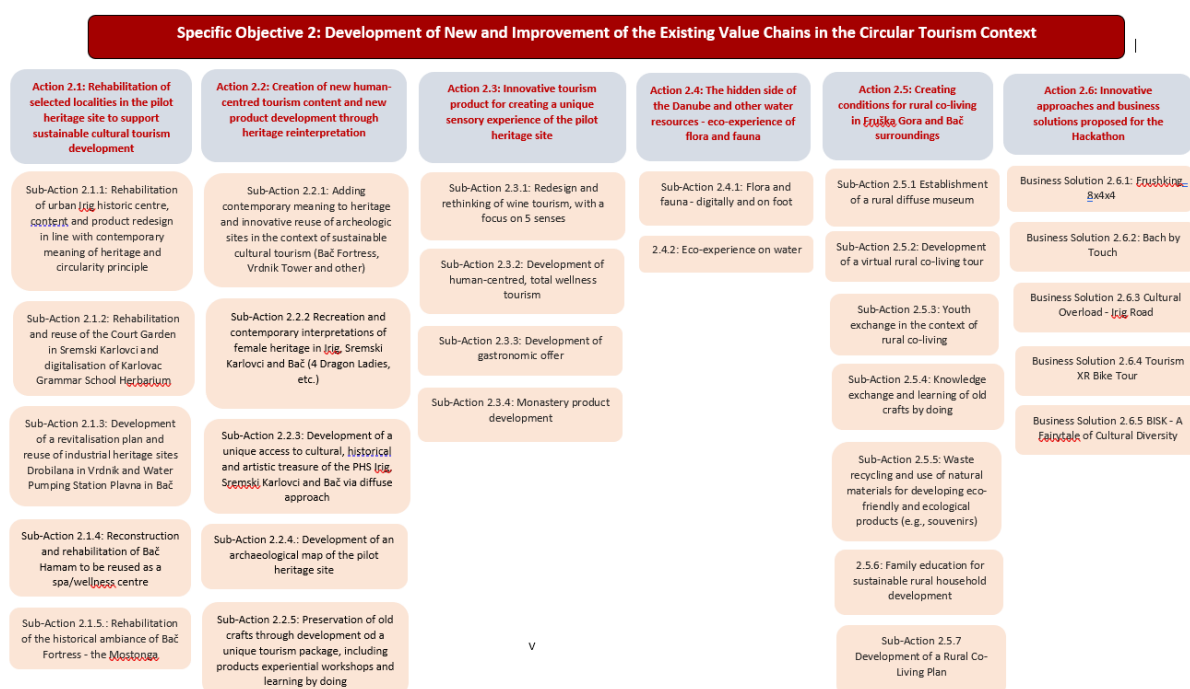 Specific Objective 2: Development of New and Improvement of the Existing Value Chains in the Circular Tourism Context
Action 2.1: Rehabilitation of
selected localities in the pilot
heritage site to support
sustainable cultural tourism
development
Sub-Action 2.1.1: Rehabilitation
of urban Irig historic centre,
content and product redesign
in line with contemporary
meaning of heritage and
circularity principle
Sub-Action 2.1.2: Rehabilitation
and reuse of the Court Garden
in Sremski Karlovci and
digitalisation of Karlovac
Grammar School Herbarium
Sub-Action 2.1.3: Development
of a revitalisation plan and
reuse of industrial heritage sites
Drobilana in Vrdnik and Water
Pumping Station Plavna in Bač
Sub-Action 2.1.4: Reconstruction
and rehabilitation of Bač
Hamam to be reused as a
spa/wellness centre
Sub-Action 2.1.5.: Rehabilitation
of the historical ambiance of Bač
Fortress - the Mostonga
Action 2.2: Creation of new human-
centred tourism content and new
product development through
heritage reinterpretation
Sub-Action 2.2.1: Adding
contemporary meaning to heritage
and innovative reuse of archeologic
sites in the context of sustainable
cultural tourism (Bač Fortress,
Vrdnik Tower and other)
Sub-Action 2.2.2 Recreation and
contemporary interpretations of
female heritage in Irig, Sremski
Karlovci and Bač (4 Dragon Ladies,
etc.)
Sub-Action 2.2.3: Development of a
unique access to cultural, historical
and artistic treasure of the PHS Irig,
Sremski Karlovci and Bač via diffuse
approach
Sub-Action 2.2.4.: Development of an
archaeological map of the pilot
heritage site
Sub-Action 2.2.5: Preservation of old
crafts through development od a
unique tourism package, including
products experiential workshops and
learning by doing
Action 2.3: Innovative tourism
product for creating a unique
sensory experience of the pilot
heritage site
Sub-Action 2.3.1: Redesign and
rethinking of wine tourism, with a
focus on 5 senses
Sub-Action 2.3.2: Development of
human-centred, total wellness
tourism
Sub-Action 2.3.3: Development of
gastronomic offer
Sub-Action 2.3.4: Monastery product
development
V
Action 2.4: The hidden side of
the Danube and other water
resources - eco-experience of
flora and fauna
Sub-Action 2.4.1: Flora and
fauna - digitally and on foot
2.4.2: Eco-experience on water
Action 2.5: Creating
conditions for rural co-living
in Fruška Gora and Bač
surroundings
Sub-Action 2.5.1 Establishment
of a rural diffuse museum
Sub-Action 2.5.2: Development
of a virtual rural co-living tour
Sub-Action 2.5.3: Youth
exchange in the context of
rural co-living
Sub-Action 2.5.4: Knowledge
exchange and learning of old
crafts by doing
Sub-Action 2.5.5: Waste
recycling and use of natural
materials for developing eco-
friendly and ecological
products (e.g., souvenirs)
2.5.6: Family education for
sustainable rural household
development
Sub-Action 2.5.7
Development of a Rural Co-
Living Plan
Action 2.6: Innovative
approaches and business
solutions proposed for the
Hackathon
Business Solution 2.6.1: Frushking_
8x4x4
Business Solution 2.6.2: Bach by
Touch
Business Solution 2.6.3 Cultural
Overload - Irig Road
Business Solution 2.6.4 Tourism
XR Bike Tour
Business Solution 2.6.5 BISK - A
Fairytale of Cultural Diversity